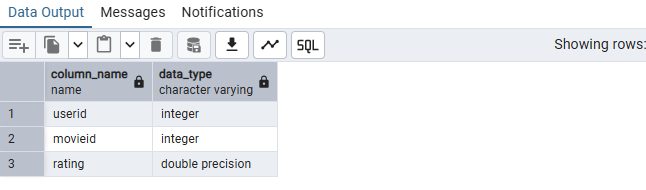 Data Output Messages Notifications
SQL Showing rows:
column_name data_type
name character varying
1 userid integer
2 movieid integer
3 rating double precision